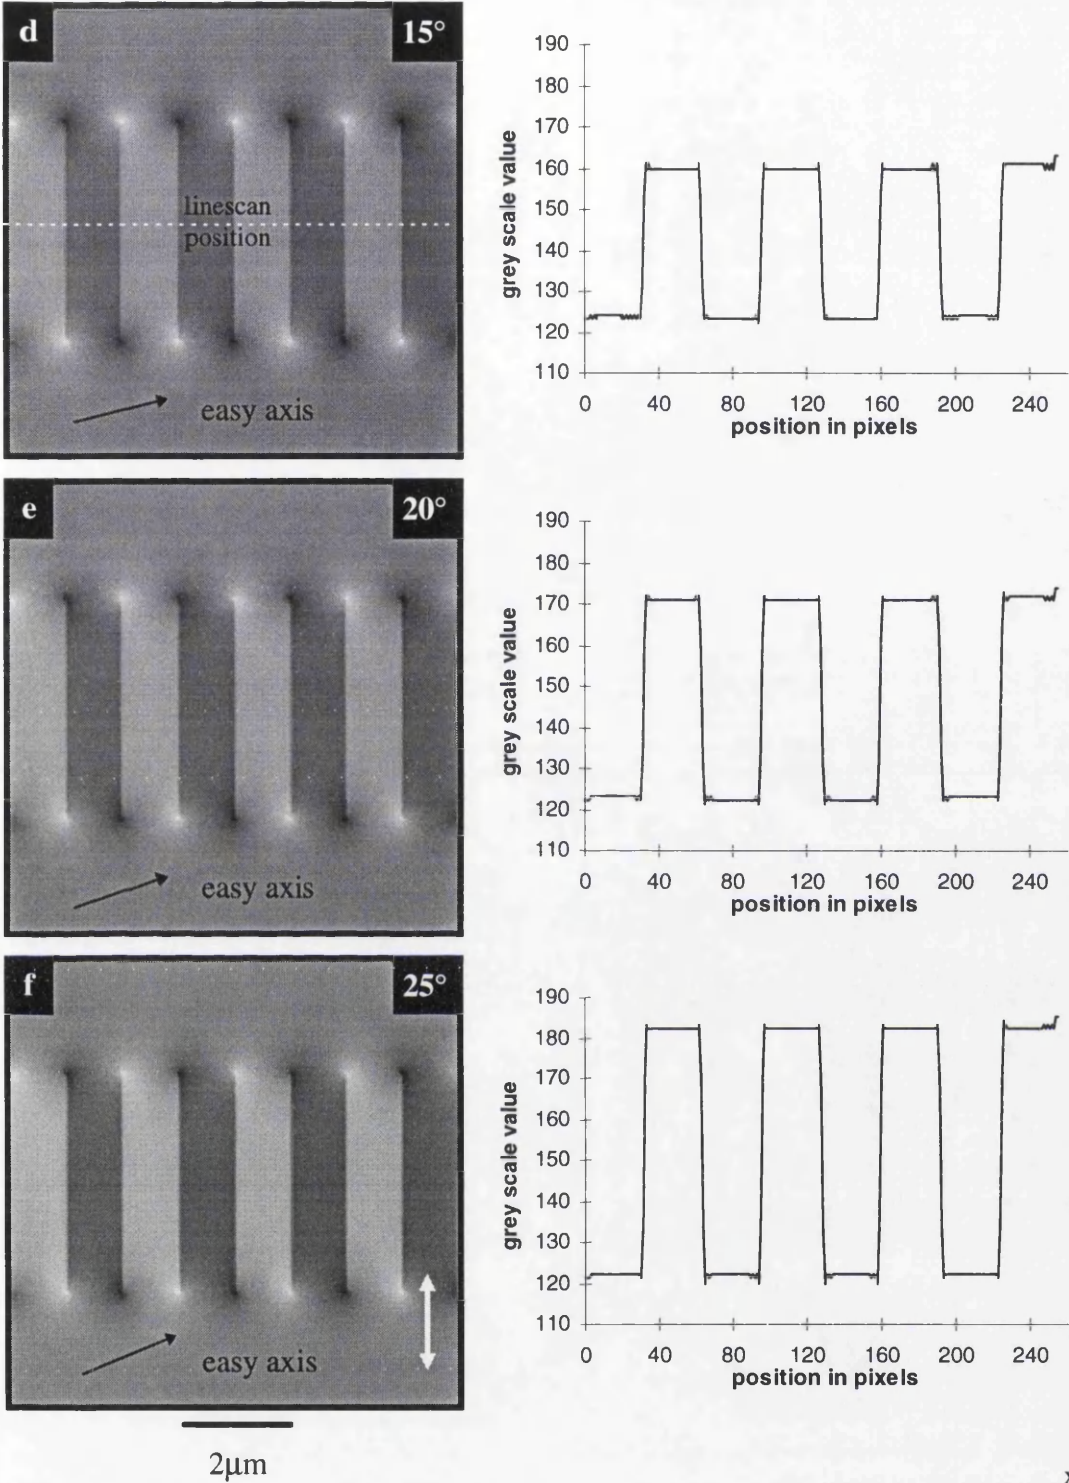 d
15°
linescan
position
easy axis
190
180
170
160
150
140
130
120
110
grey scale value
0 40 80 120 160 200 240
position in pixels
e
20°
easy axis
190
180
170
160
150
140
130
120
110
grey scale value
0 40 80 120 160 200 240
position in pixels
f
25°
easy axis
190
180
170
160
150
140
130
120
110
grey scale value
0 40 80 120 160 200 240
position in pixels
2µm